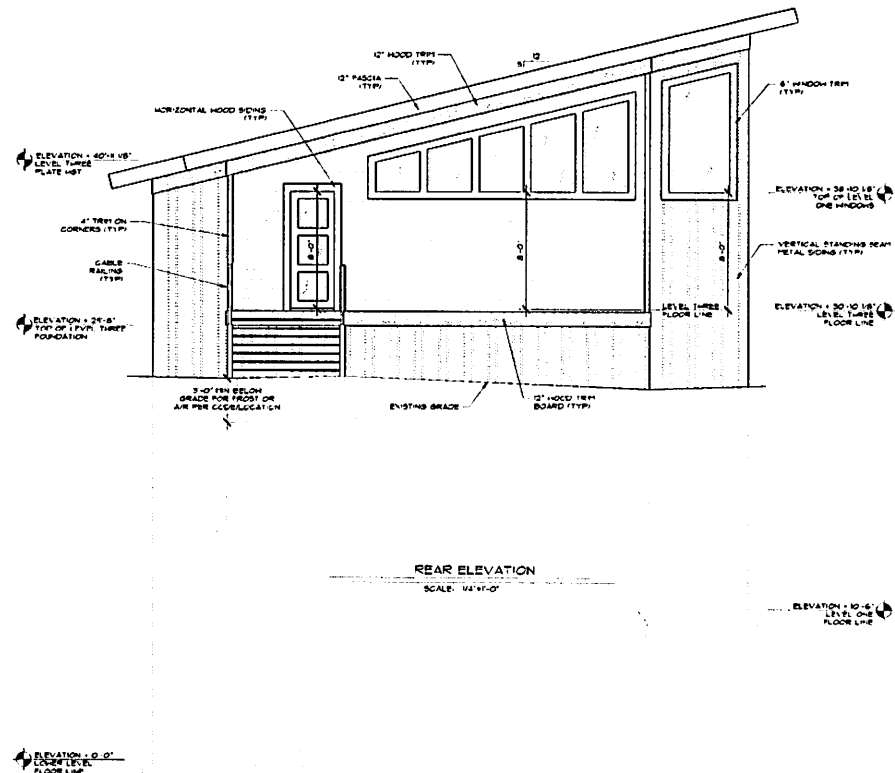 12" WOOD TRIM
(TYP)
12
12" FASCIA
(TYP)
HORIZONTAL WOOD SIDING
(TYP)
6" WINDOW TRIM
(TYP)
ELEVATION +
LEVEL THREE
PLATE HGT
ELEVATION + 38'-10 1/8"
TOP OF LEVEL
ONE WINDOWS
4" TRIM ON
CORNERS (TYP)
8'-0"
8'-0"
8'-0"
VERTICAL STANDING SEAM
METAL SIDING (TYP)
CABLE
RAILING
(TYP)
ELEVATION +
TOP OF LEVEL THREE
FOUNDATION
LEVEL THREE
FLOOR LINE
ELEVATION + 30'-10 1/8"
LEVEL THREE
FLOOR LINE
3'-0" MIN BELOW
GRADE FOR FROST OR
AIR PER CODE/LOCATION
EXISTING GRADE
12" WOOD TRIM
BOARD (TYP)
REAR ELEVATION
SCALE: 1/4"=1'-0"
ELEVATION + 10'-6"
LEVEL ONE
FLOOR LINE
ELEVATION + 0'-0"
LOWER LEVEL
FLOOR LINE